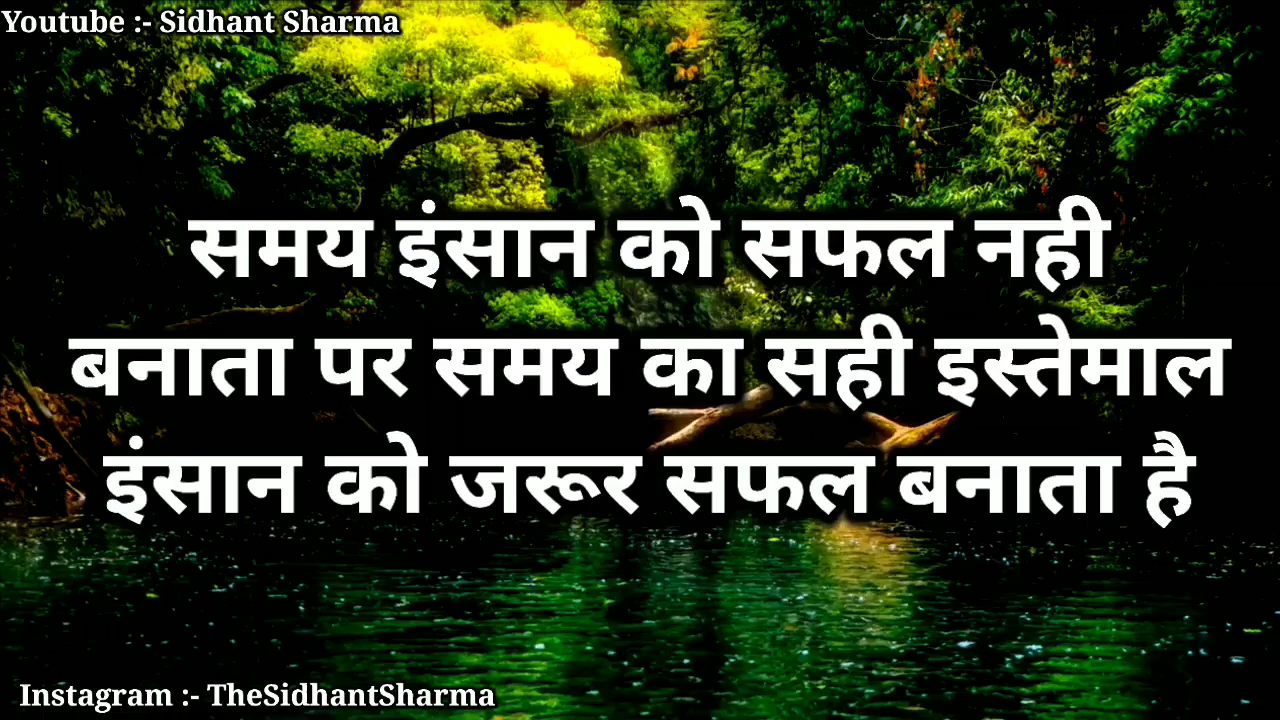 Youtube :- Sidhant Sharma
समय इंसान को सफल नही
बनाता पर समय का सही इस्तेमाल
इंसान को जरूर सफल बनाता है
Instagram :- TheSidhantSharma